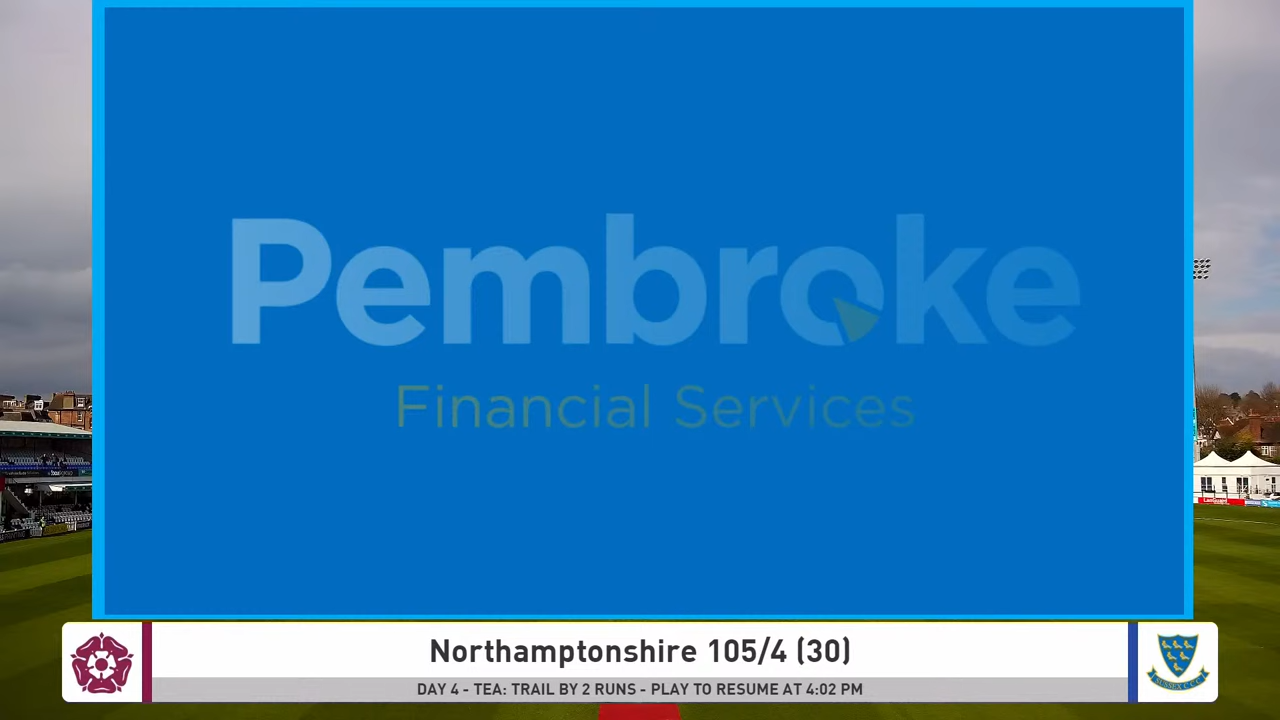 Pembroke
Financial Services
Northamptonshire 105/4 (30)
DAY 4 - TEA: TRAIL BY 2 RUNS - PLAY TO RESUME AT 4:02 PM
SUSSEX C.C.C